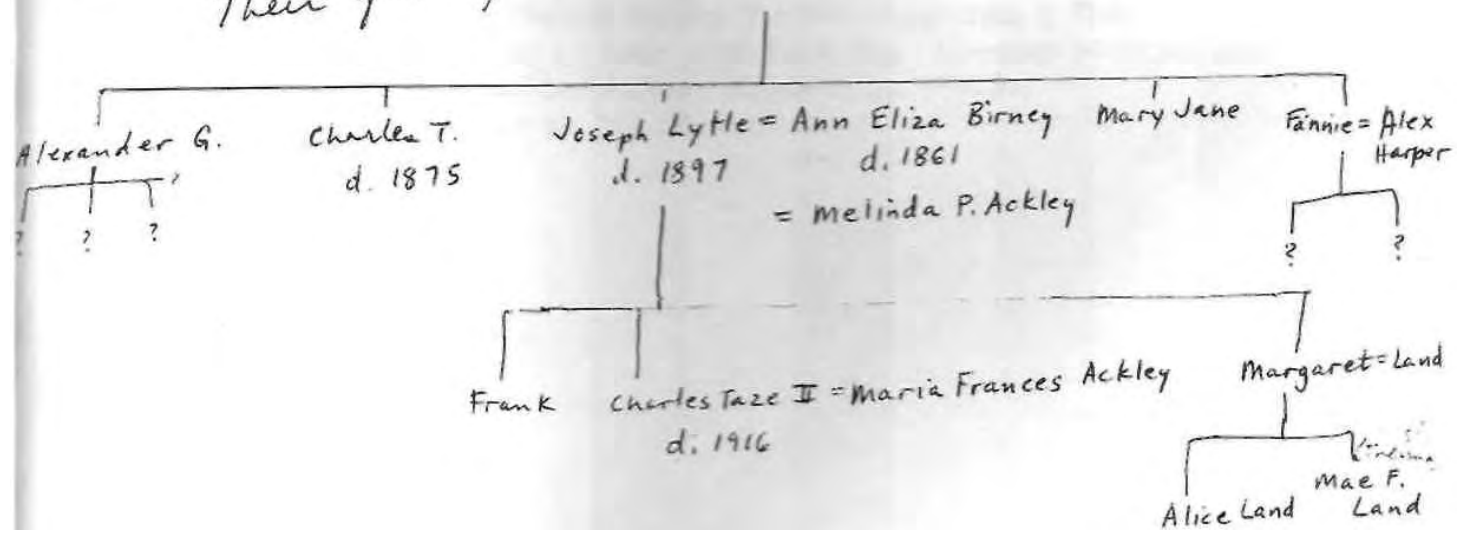 Their
Alexander G. Charles T. Joseph Lytle = Ann Eliza Birney Mary Jane Fannie = Alex
Harper
d. 1875 d. 1897 d. 1861
= Melinda P. Ackley
? ? ? ? ?
Frank Charles Taze II = Maria Frances Ackley Margaret = Land
d. 1916
Mae F.
Alice Land Land